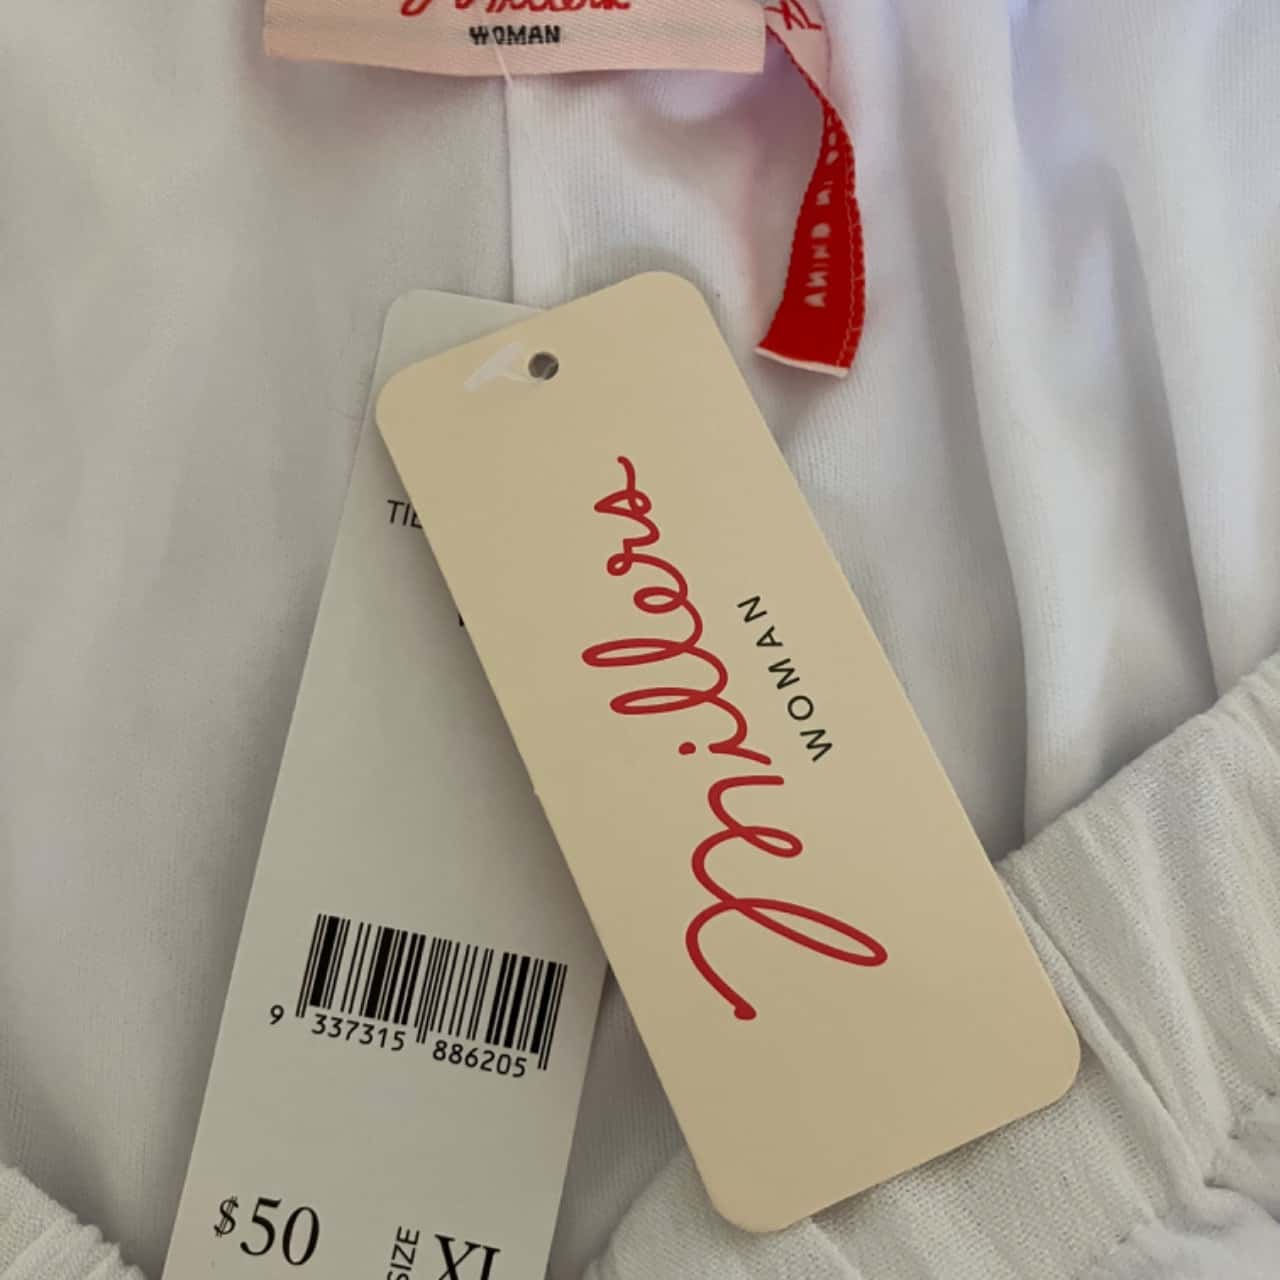 WOMAN
XL
Millers
WOMAN
9 337315 886205
$50
SIZE XL